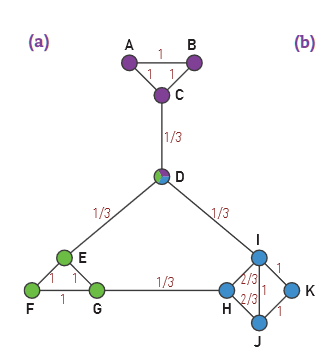 (a) (b)
A B
1
1 1
C
1/3
D
1/3 1/3
E I
1 1 2/3 1
F 1 G 1/3 H 2/3 1 K
1
J